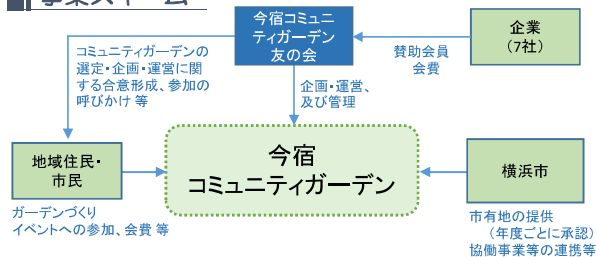 事業スキーム
今宿コミュニ
ティガーデン
友の会
企業
(7社)
賛助会員
会費
コミュニティガーデンの
選定・企画・運営に関
する合意形成、参加の
呼びかけ 等
企画・運営、
及び管理
地域住民・
市民
今宿
コミュニティガーデン
横浜市
ガーデンづくり
イベントへの参加、会費 等
市有地の提供
(年度ごとに承認)
協働事業等の連携等